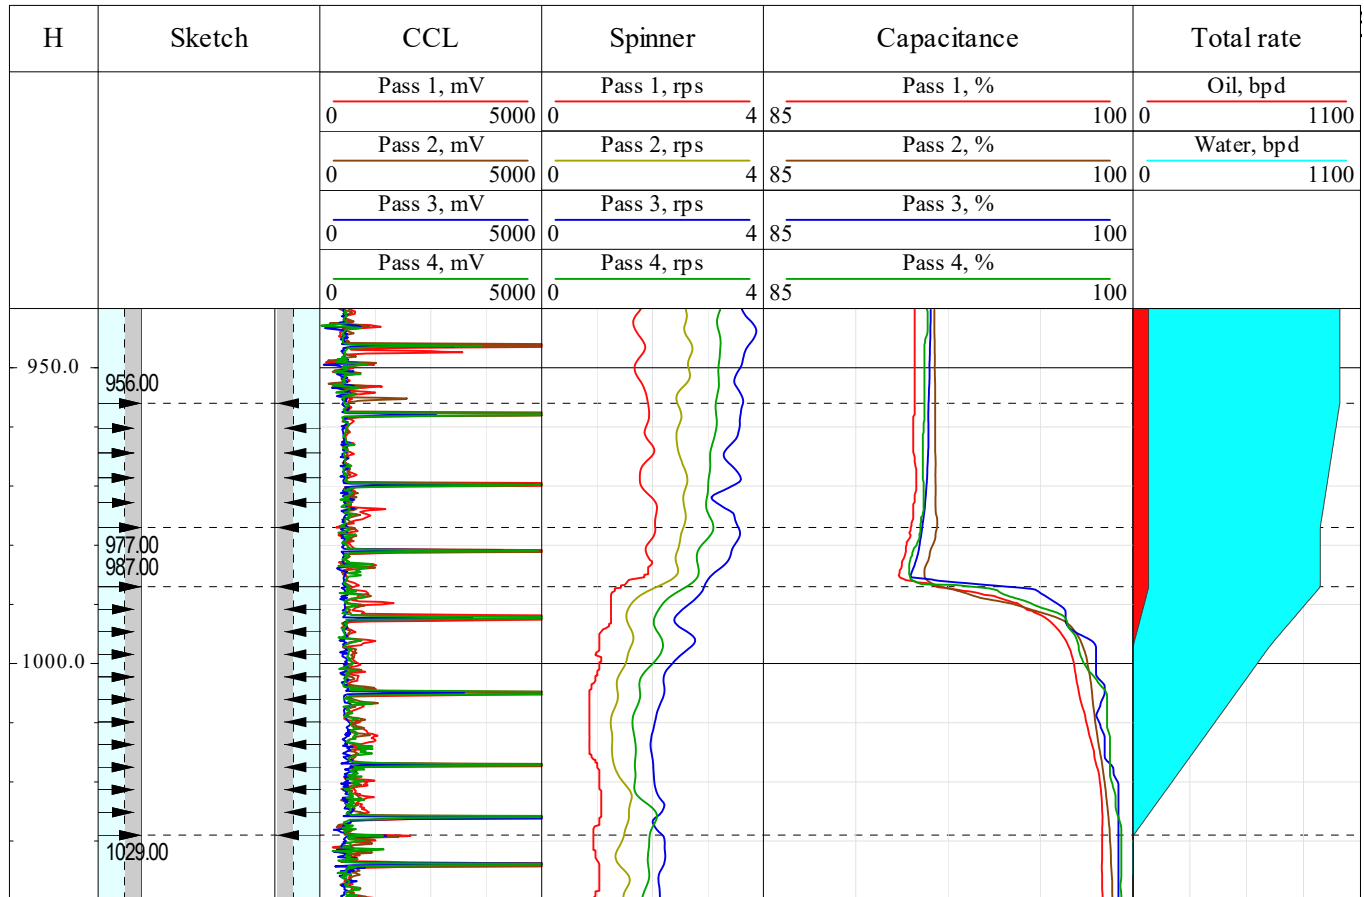 H Sketch CCL Spinner Capacitance Total rate
Pass 1, mV Pass 1, rps Pass 1, % Oil, bpd
0 5000 0 4 85 100 0 1100
Pass 2, mV Pass 2, rps Pass 2, % Water, bpd
0 5000 0 4 85 100 0 1100
Pass 3, mV Pass 3, rps Pass 3, %
0 5000 0 4 85 100
Pass 4, mV Pass 4, rps Pass 4, %
0 5000 0 4 85 100
950.0
956.00
977.00
987.00
1000.0
1029.00